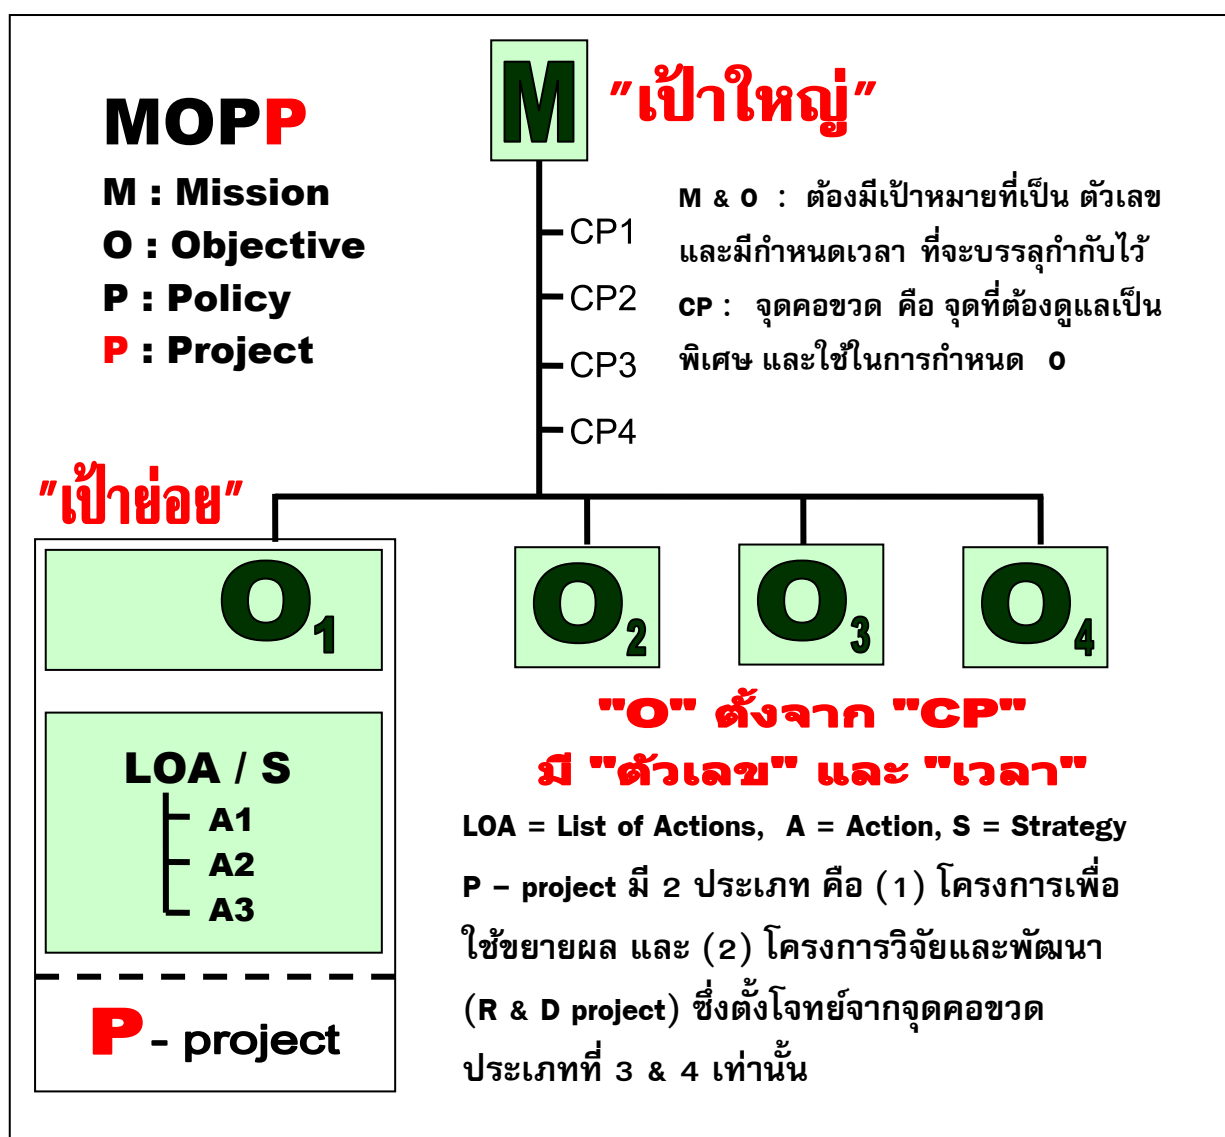 M
"เป้าใหญ่"
MOPP
M : Mission
O : Objective
P : Policy
P : Project
M & O : ต้องมีเป้าหมายที่เป็น ตัวเลข
และมีกำหนดเวลา ที่จะบรรลุกำกับไว้
CP : จุดคอขวด คือ จุดที่ต้องดูแลเป็น
พิเศษ และใช้ในการกำหนด O
CP1
CP2
CP3
CP4
"เป้าย่อย"
O1
O2
O3
O4
LOA / S
A1
A2
A3
P - project
"O" ตั้งจาก "CP"
มี "ตัวเลข" และ "เวลา"
LOA = List of Actions, A = Action, S = Strategy
P – project มี 2 ประเภท คือ (1) โครงการเพื่อ
ใช้ขยายผล และ (2) โครงการวิจัยและพัฒนา
(R & D project) ซึ่งตั้งโจทย์จากจุดคอขวด
ประเภทที่ 3 & 4 เท่านั้น